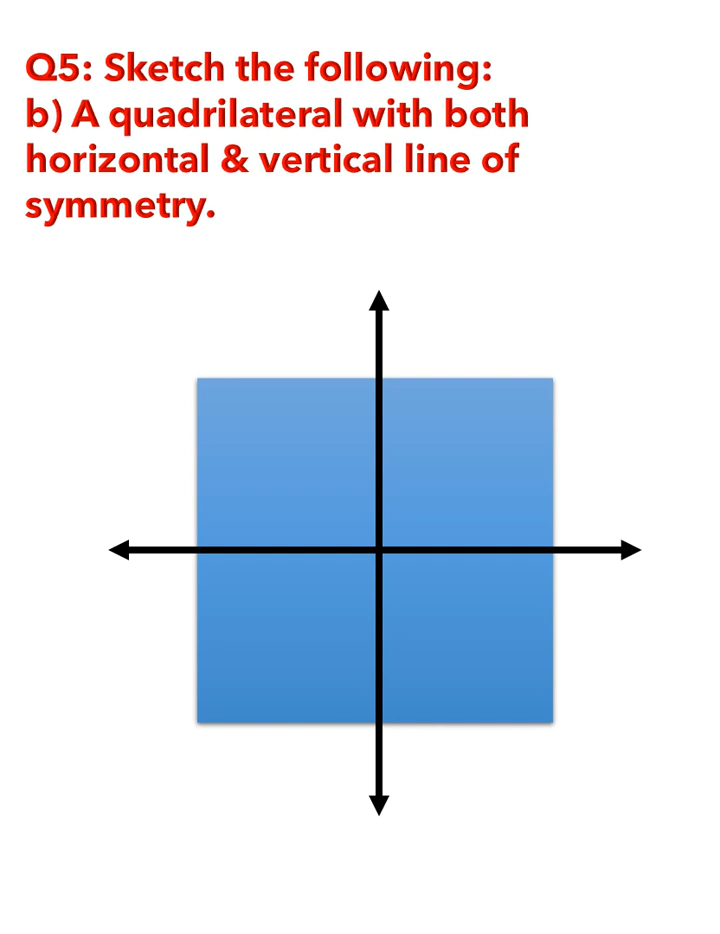 Q5: Sketch the following:
b) A quadrilateral with both
horizontal & vertical line of
symmetry.